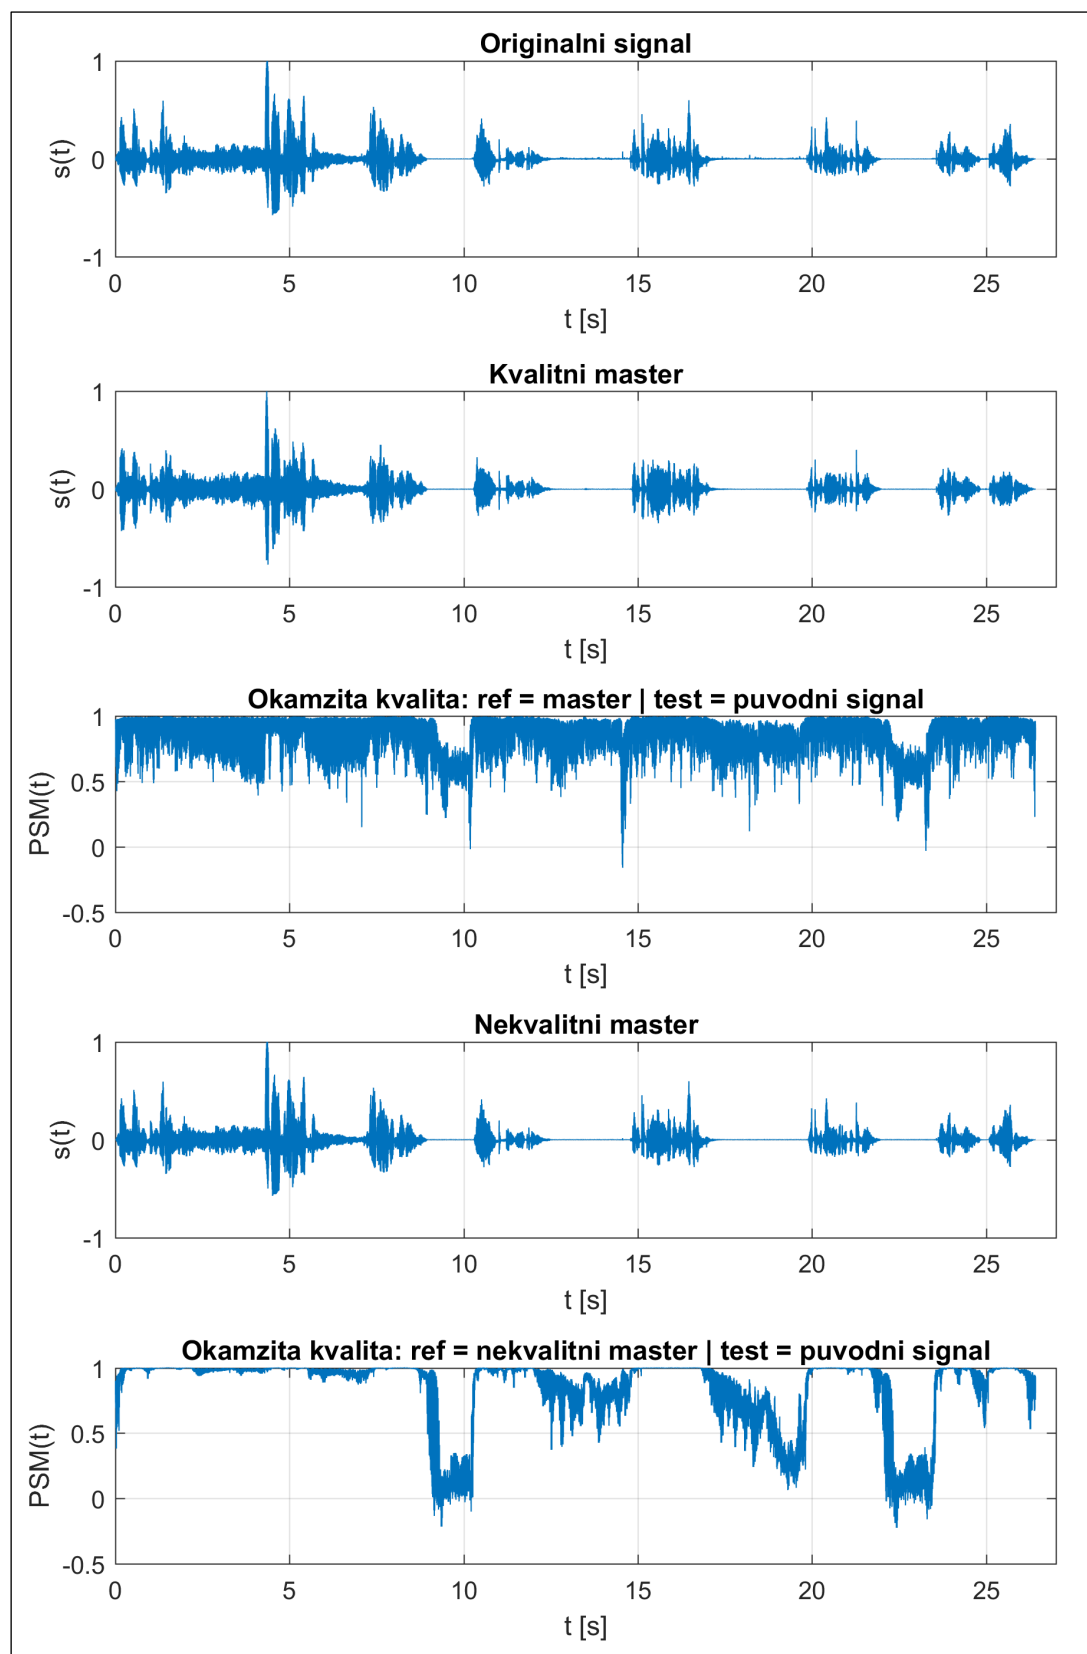 Originalni signal
1
0
-1
s(t)
0 5 10 15 20 25
t [s]
Kvalitni master
1
0
-1
s(t)
0 5 10 15 20 25
t [s]
Okamzita kvalita: ref = master | test = puvodni signal
1
0.5
0
-0.5
PSM(t)
0 5 10 15 20 25
t [s]
Nekvalitni master
1
0
-1
s(t)
0 5 10 15 20 25
t [s]
Okamzita kvalita: ref = nekvalitni master | test = puvodni signal
1
0.5
0
-0.5
PSM(t)
0 5 10 15 20 25
t [s]